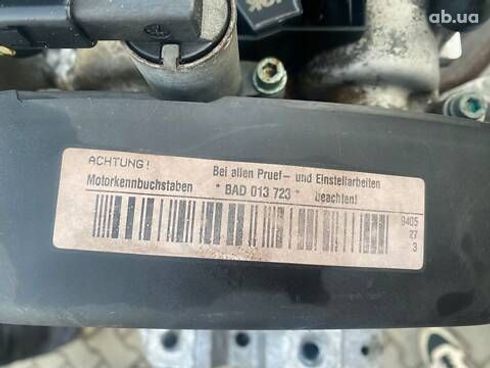 ab.ua
ACHTUNG!
Bei allen Pruef- und Einstellarbeiten
Motorkennbuchstaben * BAD 013 723 * beachten!
9405
27
3